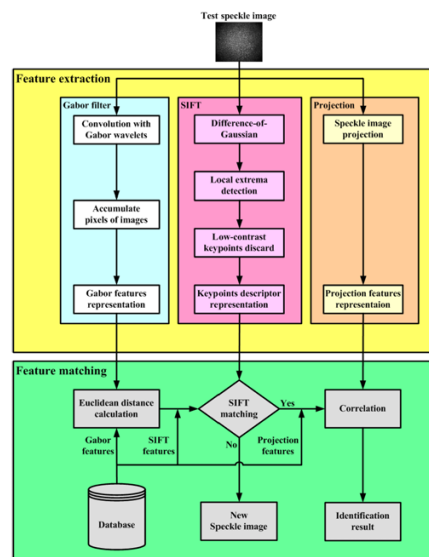 Test speckle image
Feature extraction
Gabor filter
Convolution with
Gabor wavelets
Accumulate
pixels of images
Gabor features
representation
SIFT
Difference-of-
Gaussian
Local extrema
detection
Low-contrast
keypoints discard
Keypoints descriptor
representation
Projection
Speckle image
projection
Projection features
representaion
Feature matching
Euclidean distance
calculation
SIFT
matching
Yes
Correlation
Gabor
features
SIFT
features
No
Projection
features
Database
New
Speckle image
Identification
result